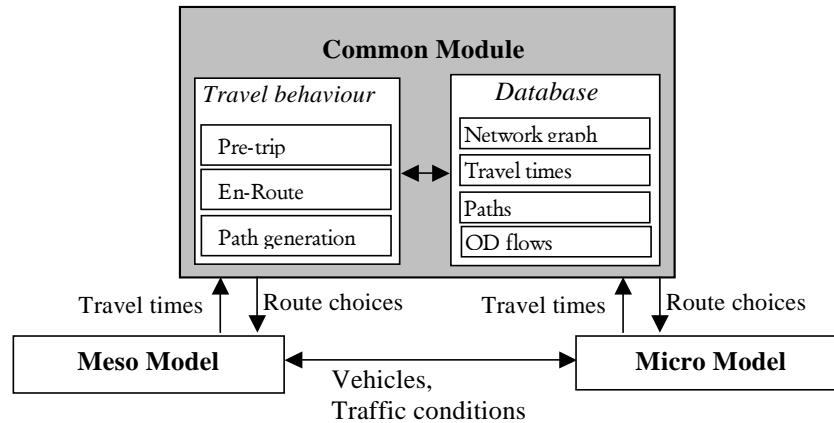 Common Module
Travel behaviour
Pre-trip
En-Route
Path generation
Database
Network graph
Travel times
Paths
OD flows
Travel times
Route choices
Travel times
Route choices
Meso Model
Micro Model
Vehicles,
Traffic conditions